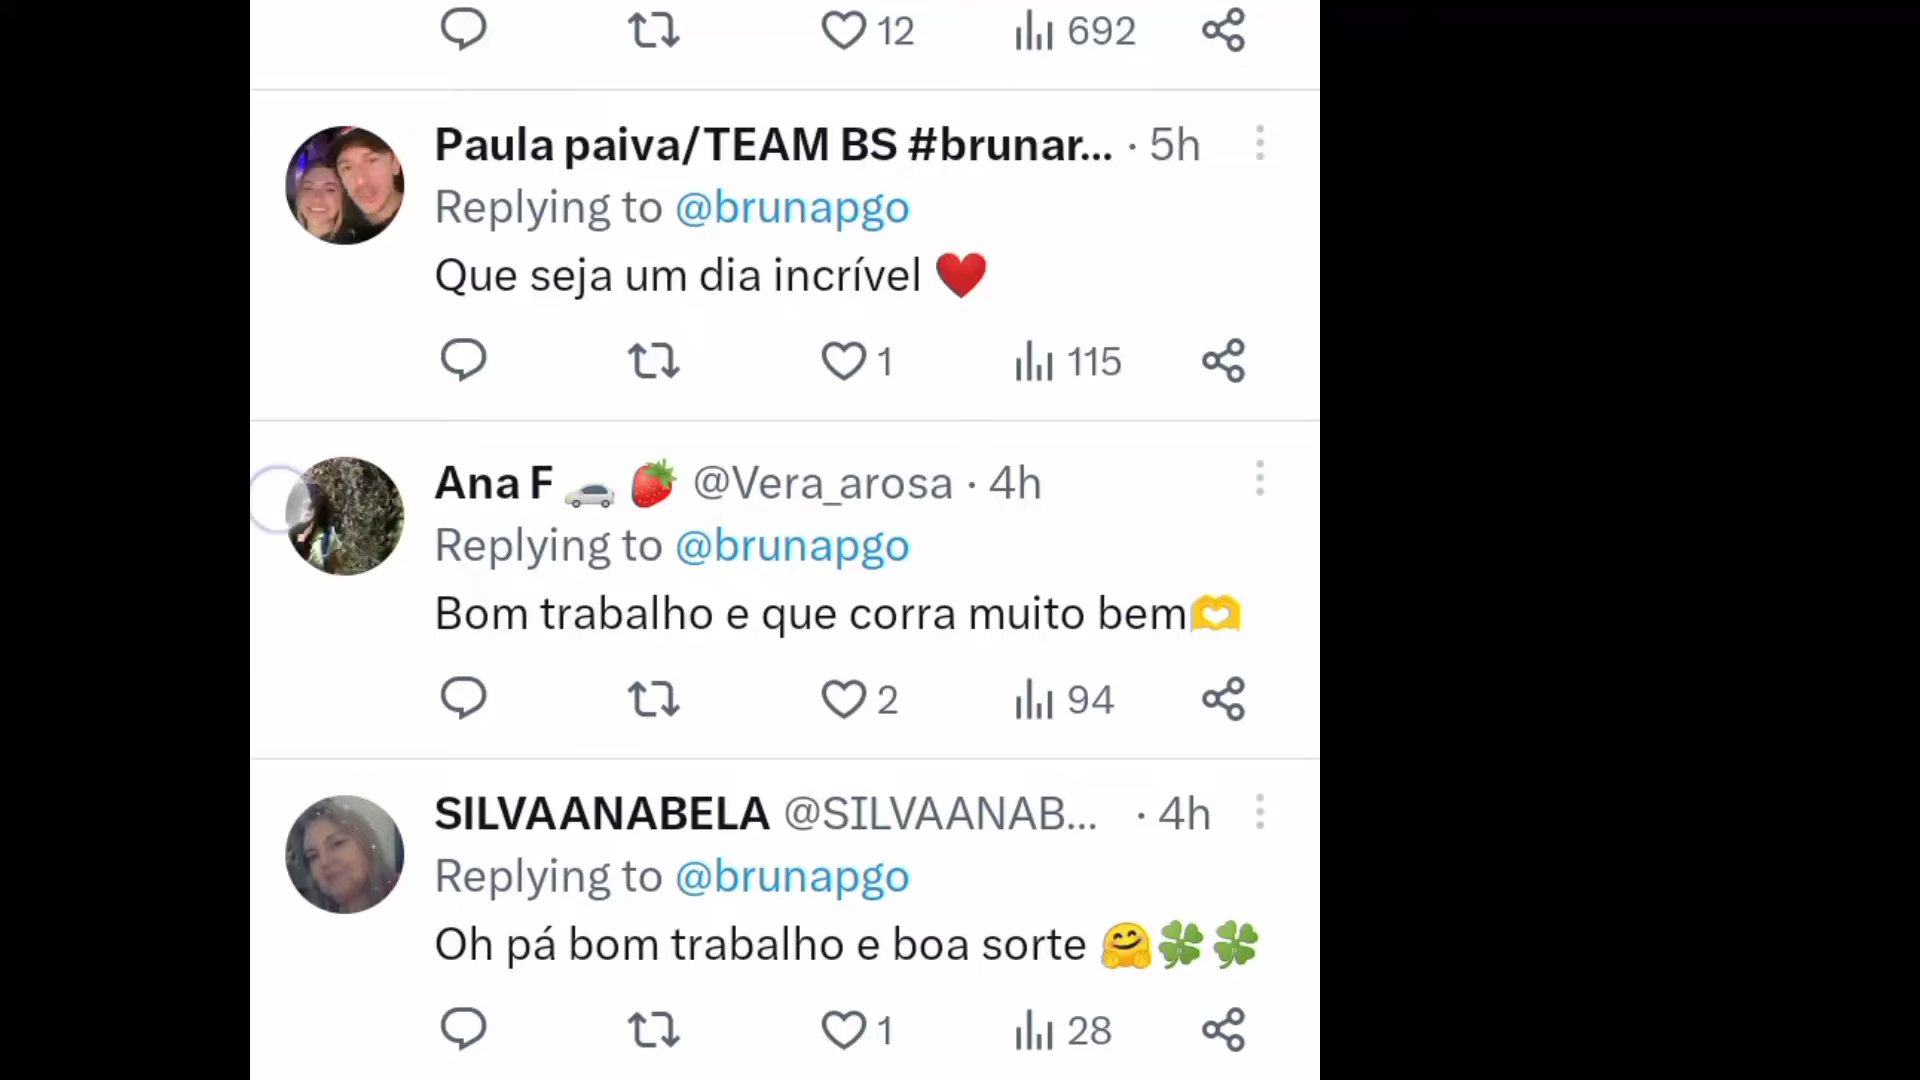 12 692
Paula paiva/TEAM BS #brunar... · 5h
Replying to @brunapgo
Que seja um dia incrível ❤️
1 115
Ana F 🚗 🍓 @Vera_arosa · 4h
Replying to @brunapgo
Bom trabalho e que corra muito bem🫶
2 94
SILVAANABELA @SILVAANAB... · 4h
Replying to @brunapgo
Oh pá bom trabalho e boa sorte 🤗🍀🍀
1 28